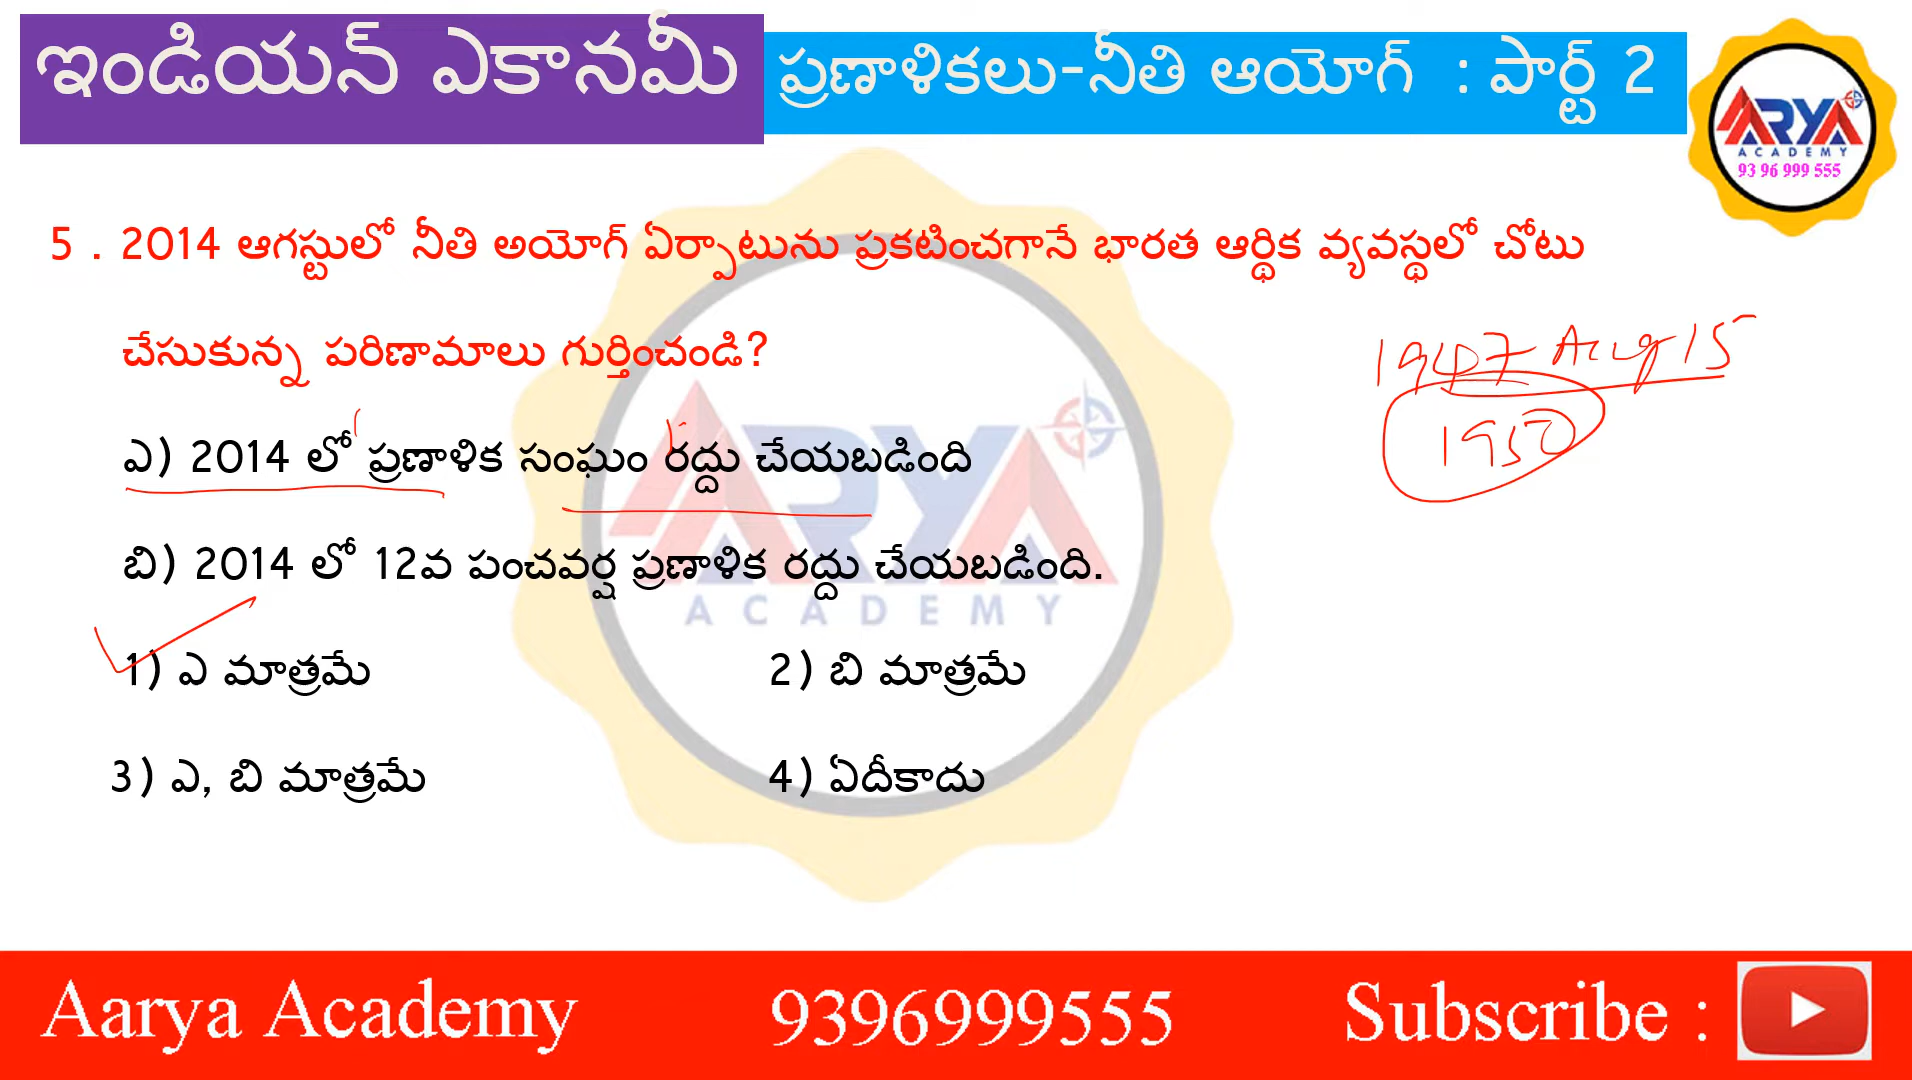 ఇండియన్ ఎకానమీ ప్రణాళికలు-నీతి ఆయోగ్ : పార్ట్ 2
ARYA
ACADEMY
93 96 999 555
5 . 2014 ఆగస్టులో నీతి అయోగ్ ఏర్పాటును ప్రకటించగానే భారత ఆర్థిక వ్యవస్థలో చోటు
చేసుకున్న పరిణామాలు గుర్తించండి?
1947 Aug 15
1950
ఎ) 2014 లో ప్రణాళిక సంఘం రద్దు చేయబడింది
బి) 2014 లో 12వ పంచవర్ష ప్రణాళిక రద్దు చేయబడింది.
ARYA
ACADEMY
1) ఎ మాత్రమే 2) బి మాత్రమే
3) ఎ, బి మాత్రమే 4) ఏదీకాదు
Aarya Academy 9396999555 Subscribe :